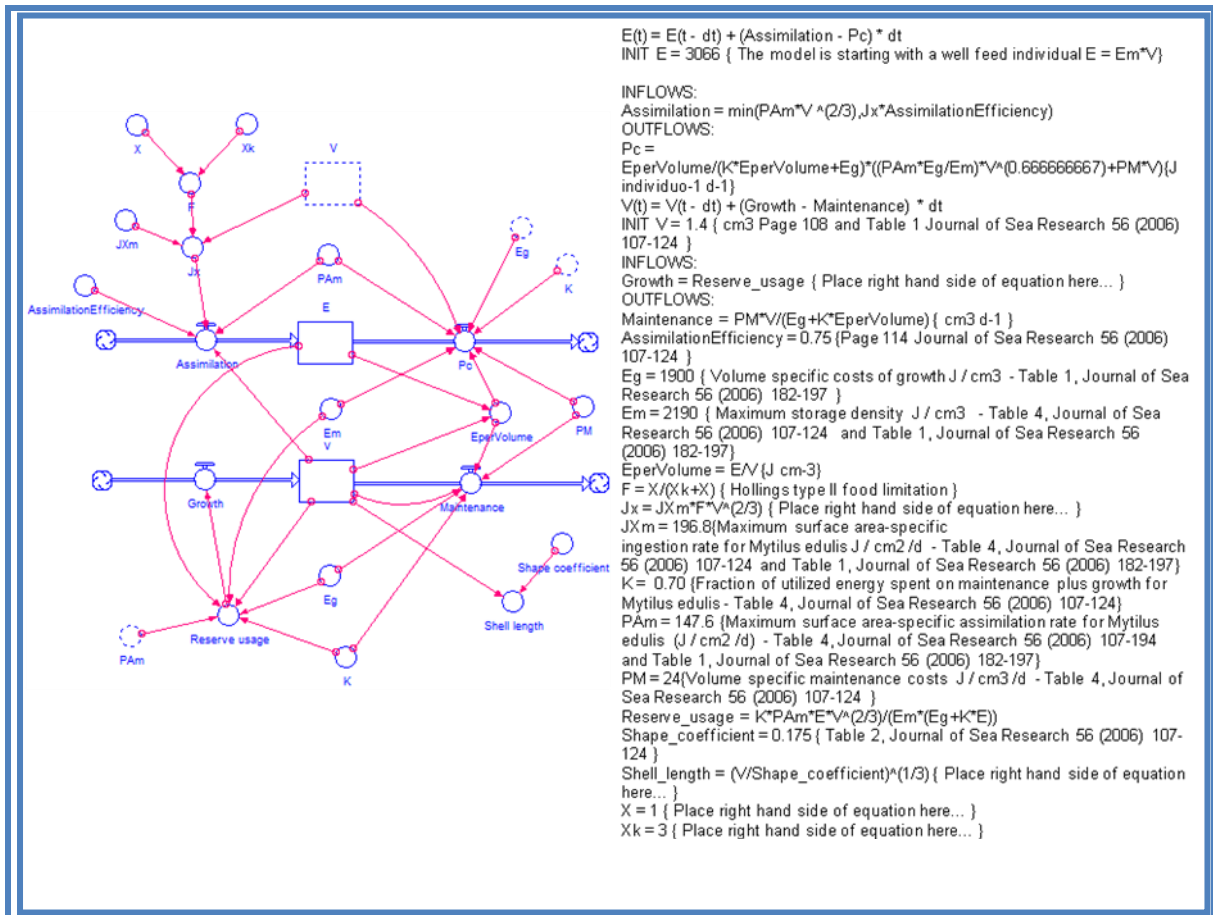 X
Xk
V
F
JXm
Jx
PAm
Eg
K
AssimilationEfficiency
E
Assimilation
Pc
Em
EperVolume
PM
V
Growth
Maintenance
Shape coefficient
Eg
Shell length
Reserve usage
PAm
K
E(t) = E(t - dt) + (Assimilation - Pc) * dt
INIT E = 3066 { The model is starting with a well feed individual E = Em*V}
INFLOWS:
Assimilation = min(PAm*V ^(2/3),Jx*AssimilationEfficiency)
OUTFLOWS:
Pc =
EperVolume/(K*EperVolume+Eg)*((PAm*Eg/Em)*V^(0.666666667)+PM*V){J
individuo-1 d-1}
V(t) = V(t - dt) + (Growth - Maintenance) * dt
INIT V = 1.4 { cm3 Page 108 and Table 1 Journal of Sea Research 56 (2006)
107-124 }
INFLOWS:
Growth = Reserve_usage { Place right hand side of equation here... }
OUTFLOWS:
Maintenance = PM*V/(Eg+K*EperVolume) { cm3 d-1 }
AssimilationEfficiency = 0.75 {Page 114 Journal of Sea Research 56 (2006)
107-124 }
Eg = 1900 { Volume specific costs of growth J / cm3 - Table 1, Journal of Sea
Research 56 (2006) 182-197 }
Em = 2190 { Maximum storage density J / cm3 - Table 4, Journal of Sea
Research 56 (2006) 107-124 and Table 1, Journal of Sea Research 56
(2006) 182-197}
EperVolume = E/V {J cm-3}
F = X/(Xk+X) { Hollings type II food limitation }
Jx = JXm*F*V^(2/3) { Place right hand side of equation here... }
JXm = 196.8{Maximum surface area-specific
ingestion rate for Mytilus edulis J / cm2 /d - Table 4, Journal of Sea Research
56 (2006) 107-124 and Table 1, Journal of Sea Research 56 (2006) 182-197}
K = 0.70 {Fraction of utilized energy spent on maintenance plus growth for
Mytilus edulis - Table 4, Journal of Sea Research 56 (2006) 107-124}
PAm = 147.6 {Maximum surface area-specific assimilation rate for Mytilus
edulis (J / cm2 /d) - Table 4, Journal of Sea Research 56 (2006) 107-194
and Table 1, Journal of Sea Research 56 (2006) 182-197}
PM = 24{Volume specific maintenance costs J / cm3 /d - Table 4, Journal of
Sea Research 56 (2006) 107-124 }
Reserve_usage = K*PAm*E*V^(2/3)/(Em*(Eg+K*E))
Shape_coefficient = 0.175 { Table 2, Journal of Sea Research 56 (2006) 107-
124 }
Shell_length = (V/Shape_coefficient)^(1/3) { Place right hand side of equation
here... }
X = 1 { Place right hand side of equation here... }
Xk = 3 { Place right hand side of equation here... }